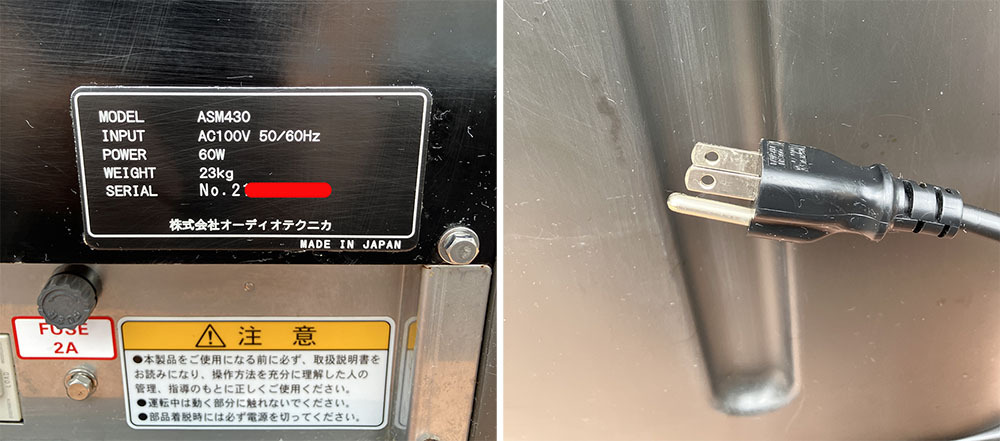 MODEL ASM430
INPUT AC100V 50/60Hz
POWER 60W
WEIGHT 23kg
SERIAL No.21
株式会社オーディオテクニカ
MADE IN JAPAN
FUSE
2A
注 意
●本製品をご使用になる前に必ず、取扱説明書を
お読みになり、操作方法を充分に理解した人の
管理、指導のもとに正しくご使用ください。
●運転中は動く部分に触れないでください。
●部品着脱時には必ず電源を切ってください。